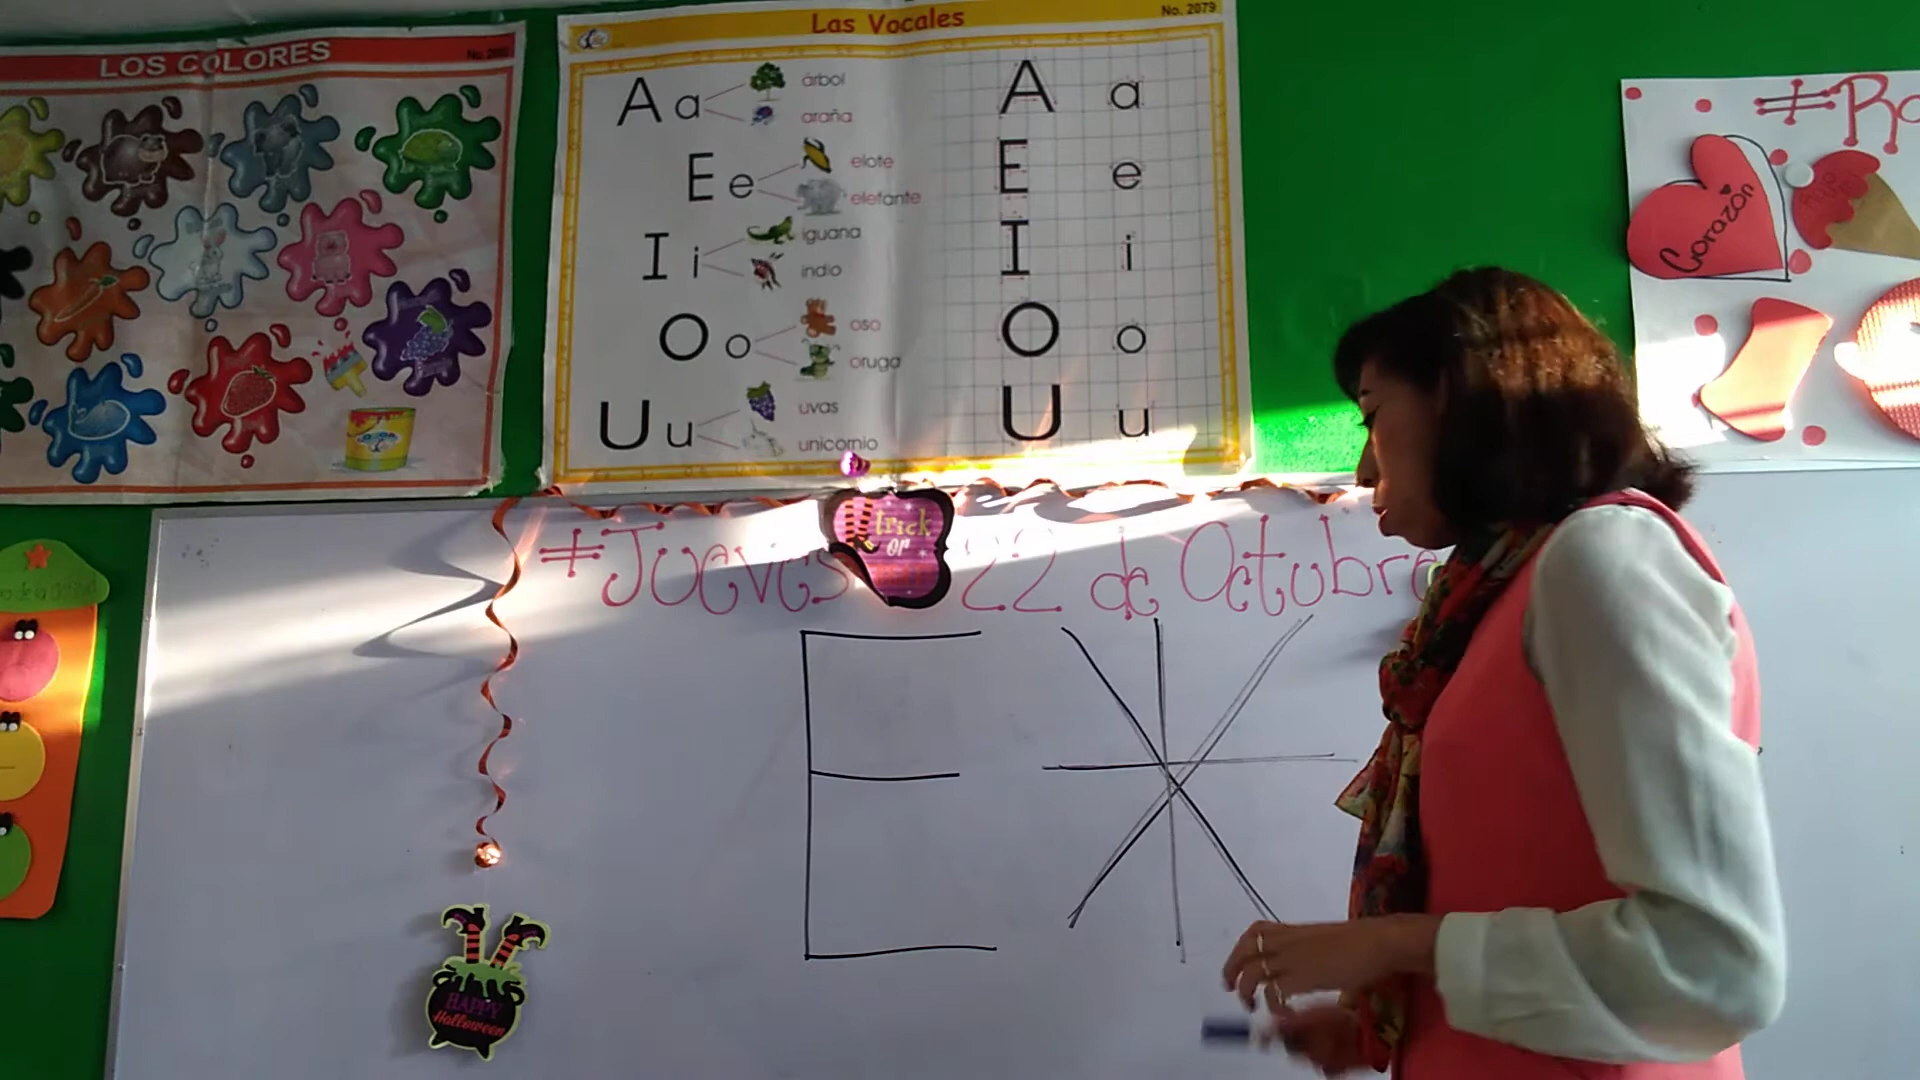 LOS COLORES
Las Vocales
No. 2079
A a
árbol
araña
E e
elote
elefante
I i
iguana
indio
O o
oso
oruga
U u
uvas
unicornio
A a
E e
I i
O o
U u
#Ro
Corazón
trick
or
#Jueves 22 de Octubre
E
HAPPY
Halloween